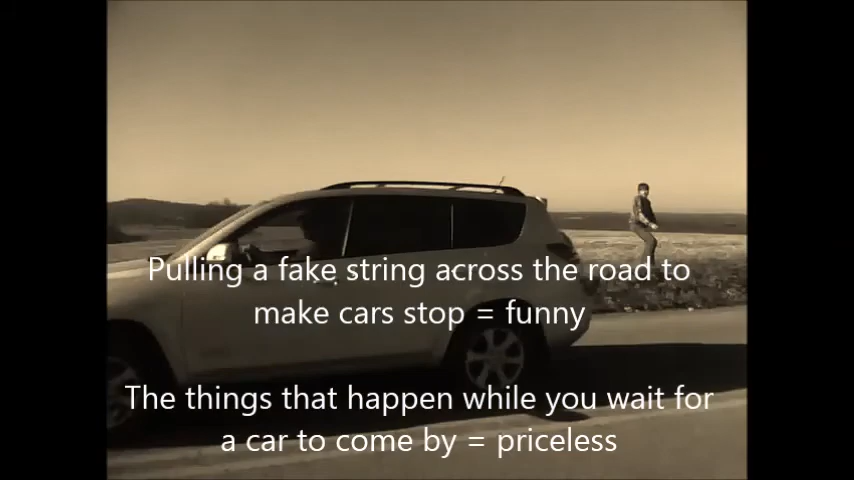 Pulling a fake string across the road to
make cars stop = funny
The things that happen while you wait for
a car to come by = priceless